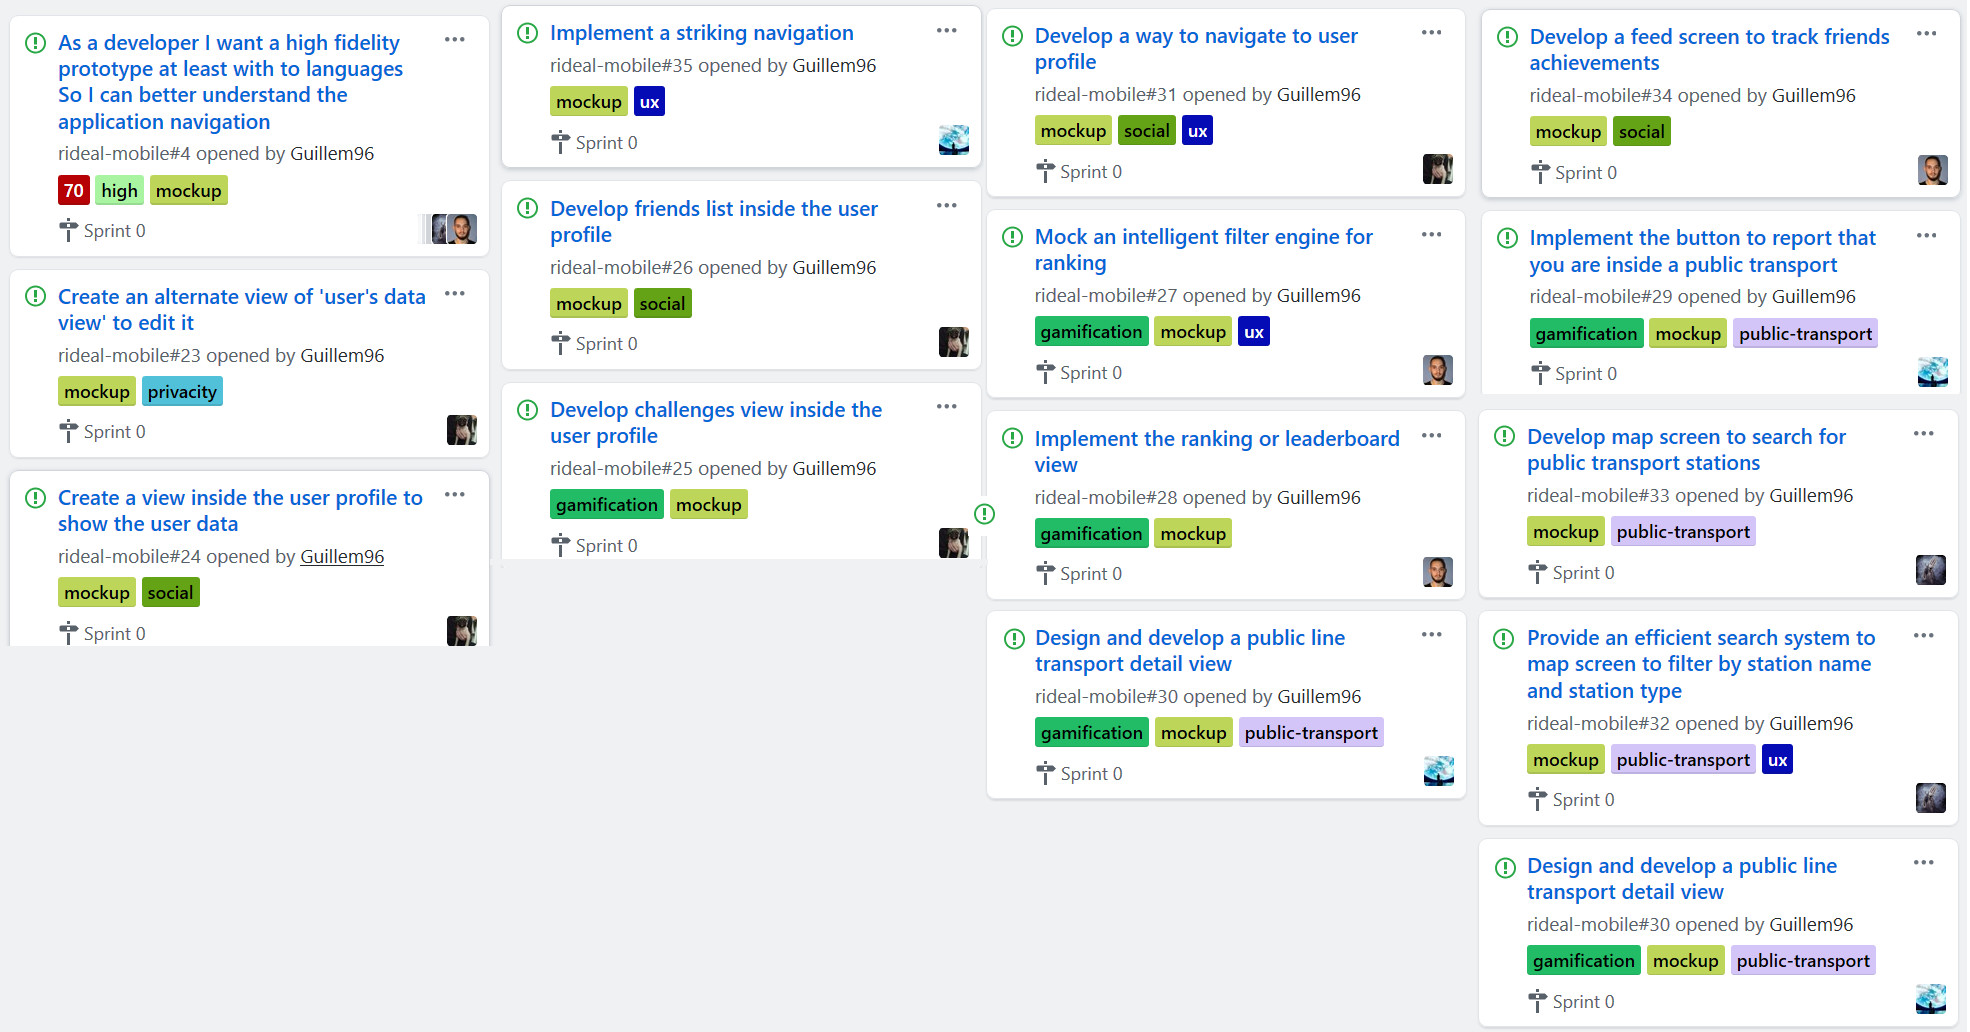 As a developer I want a high fidelity
prototype at least with to languages
So I can better understand the
application navigation
rideal-mobile#4 opened by Guillem96
70 high mockup
Sprint 0
Create an alternate view of 'user's data
view' to edit it
rideal-mobile#23 opened by Guillem96
mockup privacity
Sprint 0
Create a view inside the user profile to
show the user data
rideal-mobile#24 opened by Guillem96
mockup social
Sprint 0
Implement a striking navigation
rideal-mobile#35 opened by Guillem96
mockup ux
Sprint 0
Develop friends list inside the user
profile
rideal-mobile#26 opened by Guillem96
mockup social
Sprint 0
Develop challenges view inside the
user profile
rideal-mobile#25 opened by Guillem96
gamification mockup
Sprint 0
Develop a way to navigate to user
profile
rideal-mobile#31 opened by Guillem96
mockup social ux
Sprint 0
Mock an intelligent filter engine for
ranking
rideal-mobile#27 opened by Guillem96
gamification mockup ux
Sprint 0
Implement the ranking or leaderboard
view
rideal-mobile#28 opened by Guillem96
gamification mockup
Sprint 0
Design and develop a public line
transport detail view
rideal-mobile#30 opened by Guillem96
gamification mockup public-transport
Sprint 0
Develop a feed screen to track friends
achievements
rideal-mobile#34 opened by Guillem96
mockup social
Sprint 0
Implement the button to report that
you are inside a public transport
rideal-mobile#29 opened by Guillem96
gamification mockup public-transport
Sprint 0
Develop map screen to search for
public transport stations
rideal-mobile#33 opened by Guillem96
mockup public-transport
Sprint 0
Provide an efficient search system to
map screen to filter by station name
and station type
rideal-mobile#32 opened by Guillem96
mockup public-transport ux
Sprint 0
Design and develop a public line
transport detail view
rideal-mobile#30 opened by Guillem96
gamification mockup public-transport
Sprint 0